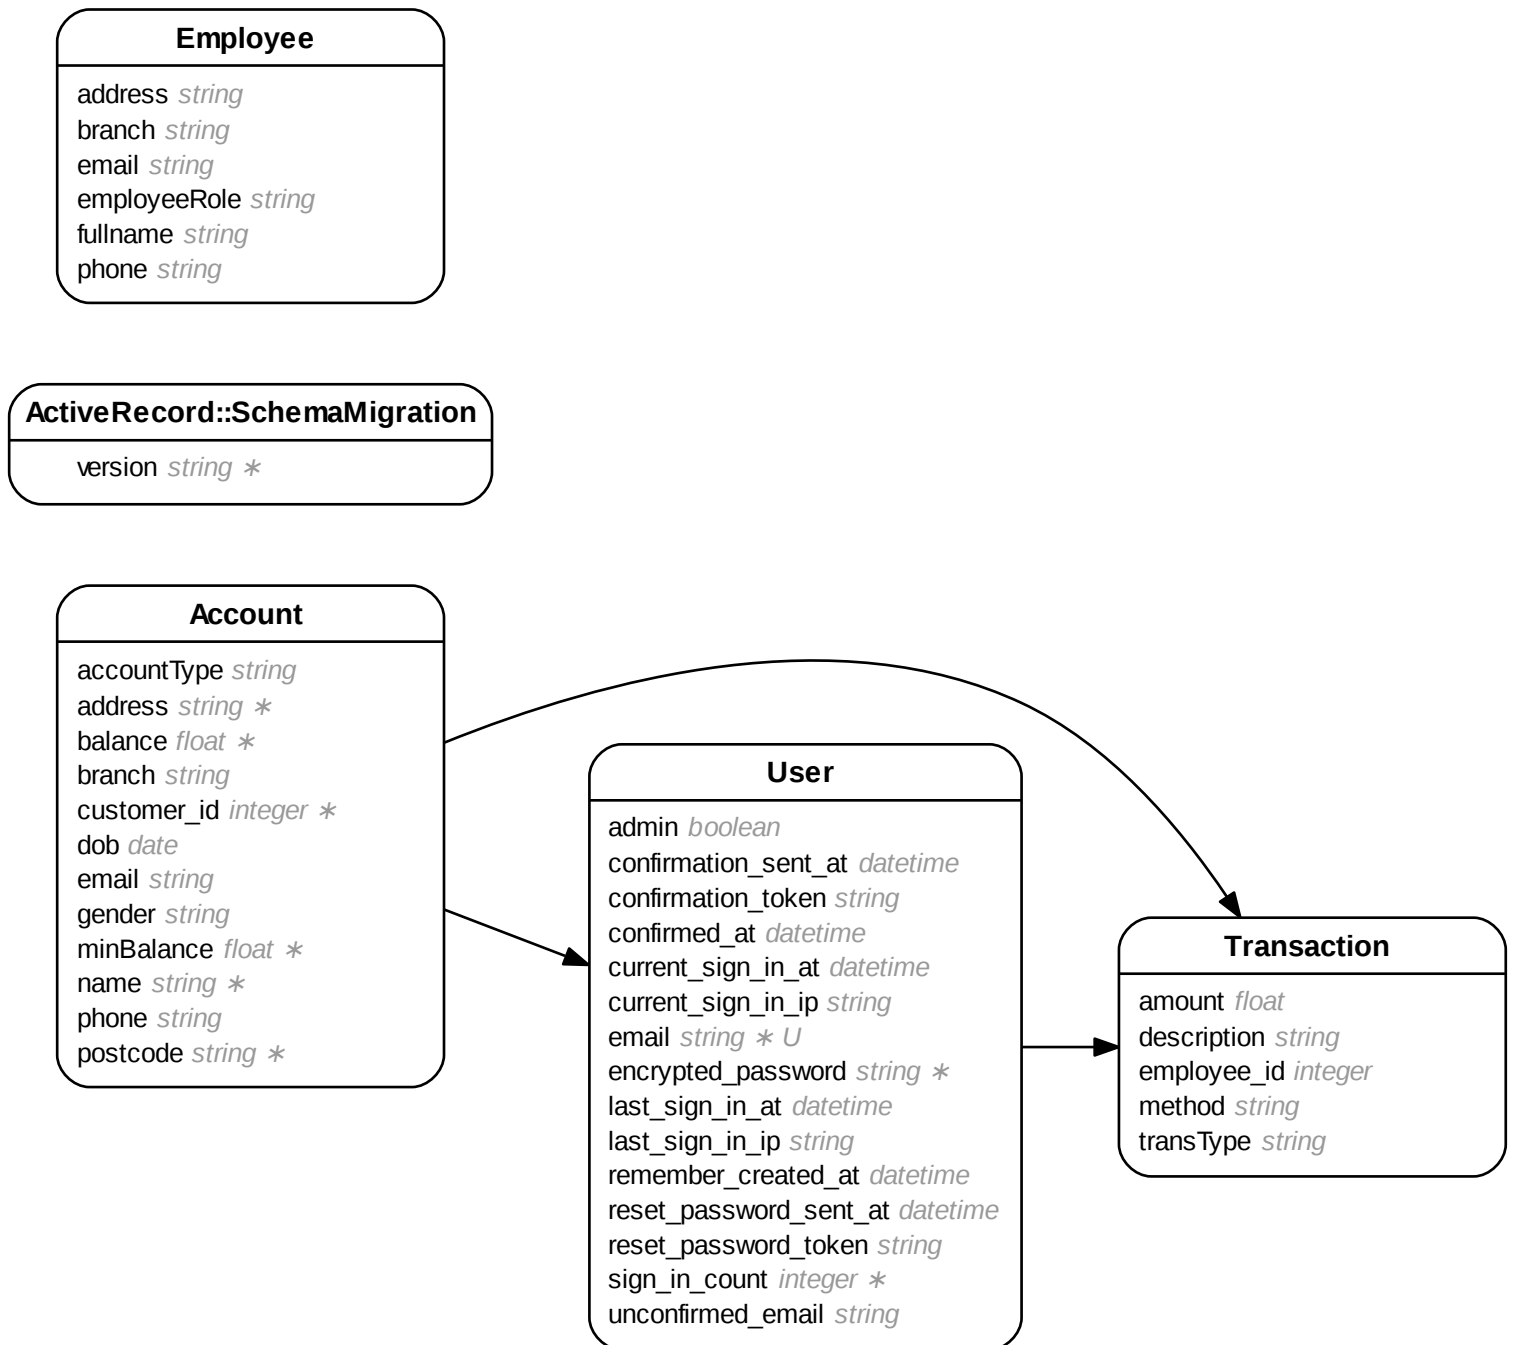 Employee
address string
branch string
email string
employeeRole string
fullname string
phone string
ActiveRecord::SchemaMigration
version string ∗
Account
accountType string
address string ∗
balance float ∗
branch string
customer_id integer ∗
dob date
email string
gender string
minBalance float ∗
name string ∗
phone string
postcode string ∗
User
admin boolean
confirmation_sent_at datetime
confirmation_token string
confirmed_at datetime
current_sign_in_at datetime
current_sign_in_ip string
email string ∗ U
encrypted_password string ∗
last_sign_in_at datetime
last_sign_in_ip string
remember_created_at datetime
reset_password_sent_at datetime
reset_password_token string
sign_in_count integer ∗
unconfirmed_email string
Transaction
amount float
description string
employee_id integer
method string
transType string